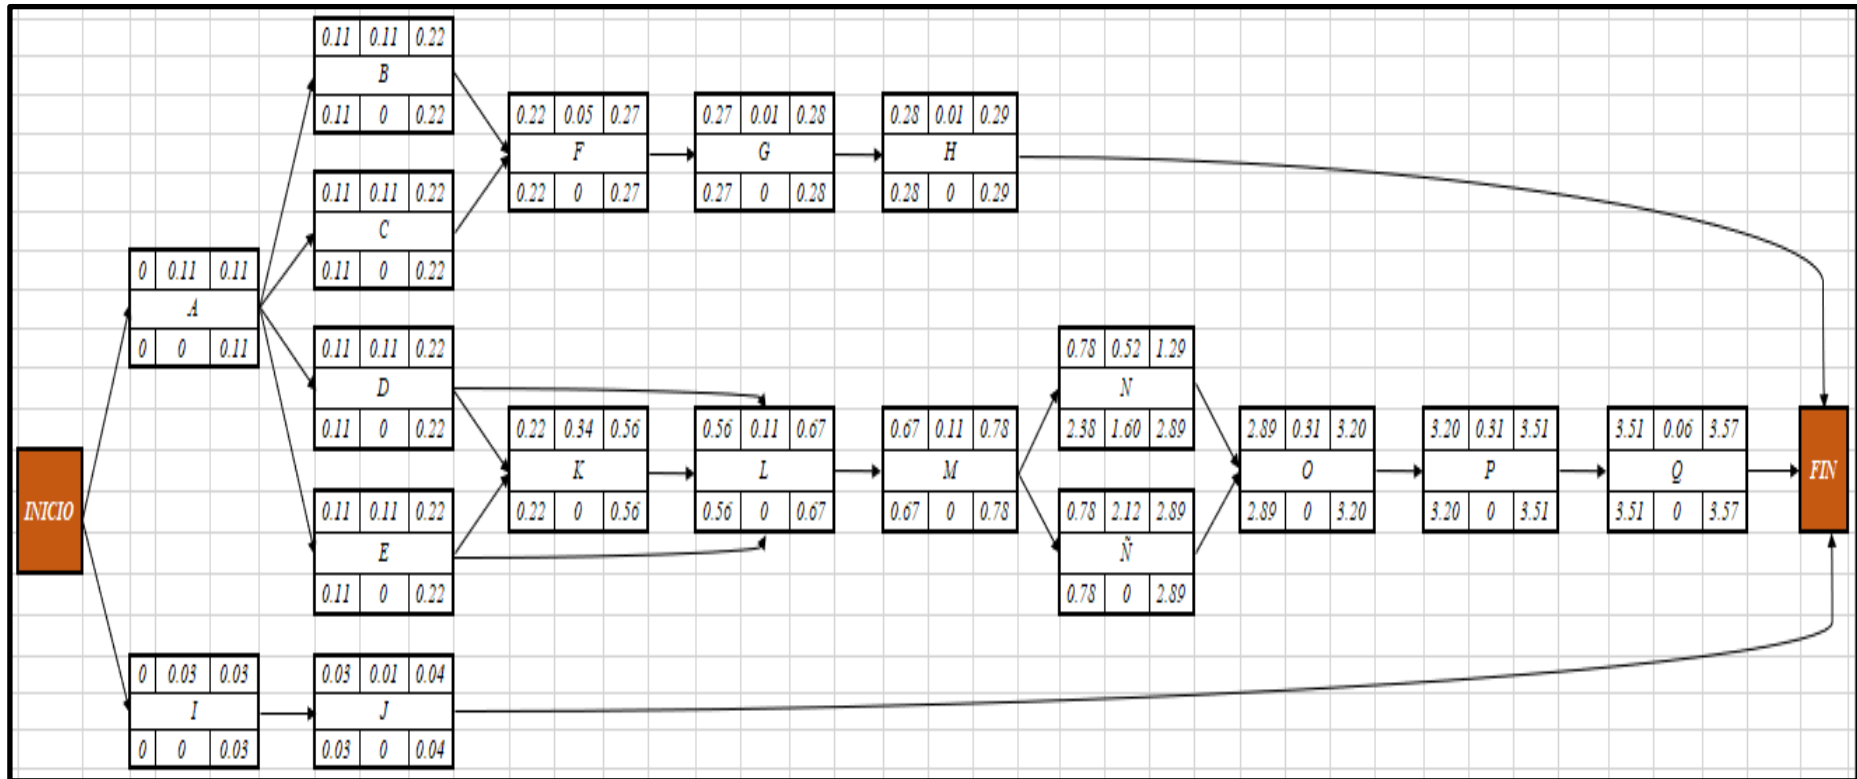 0.11 0.11 0.22
B
0.11 0 0.22
0.11 0.11 0.22
C
0.11 0 0.22
0.22 0.05 0.27
F
0.22 0 0.27
0.27 0.01 0.28
G
0.27 0 0.28
0.28 0.01 0.29
H
0.28 0 0.29
0 0.11 0.11
A
0 0 0.11
0.11 0.11 0.22
D
0.11 0 0.22
0.11 0.11 0.22
E
0.11 0 0.22
0.22 0.34 0.56
K
0.22 0 0.56
0.56 0.11 0.67
L
0.56 0 0.67
0.67 0.11 0.78
M
0.67 0 0.78
0.78 0.52 1.29
N
2.38 1.60 2.89
0.78 2.12 2.89
Ñ
0.78 0 2.89
2.89 0.31 3.20
O
2.89 0 3.20
3.20 0.31 3.51
P
3.20 0 3.51
3.51 0.06 3.57
Q
3.51 0 3.57
FIN
INICIO
0 0.03 0.03
I
0 0 0.03
0.03 0.01 0.04
J
0.03 0 0.04